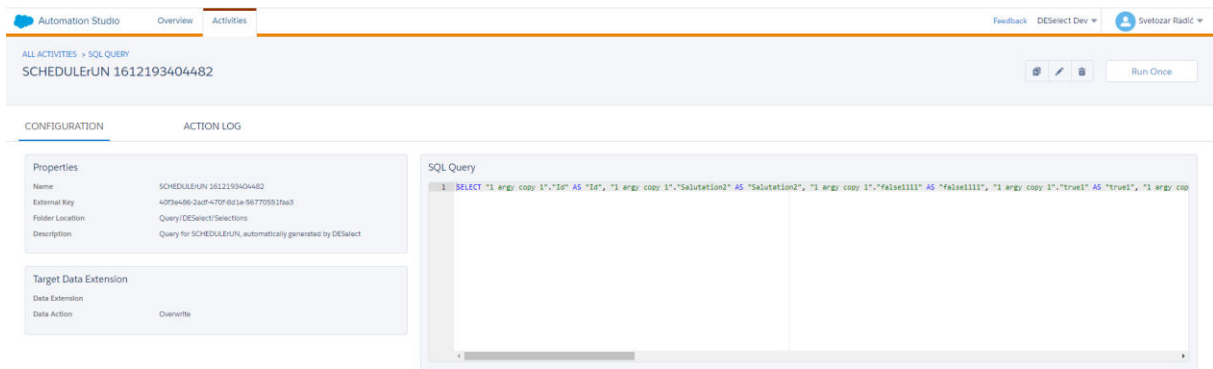 Automation Studio Overview Activities Feedback DESelect Dev Svetozar Radić
ALL ACTIVITIES > SQL QUERY
SCHEDULErUN 1612193404482
Run Once
CONFIGURATION ACTION LOG
Properties
Name SCHEDULErUN 1612193404482
External Key 40f3e486-2adf-470f-8d1e-56770551faa3
Folder Location Query/DESelect/Selections
Description Query for SCHEDULErUN, automatically generated by DESelect
Target Data Extension
Data Extension
Data Action Overwrite
SQL Query
1 SELECT "1 argy copy 1"."Id" AS "Id", "1 argy copy 1"."Salutation2" AS "Salutation2", "1 argy copy 1"."false1111" AS "false1111", "1 argy copy 1"."true1" AS "true1", "1 argy cop